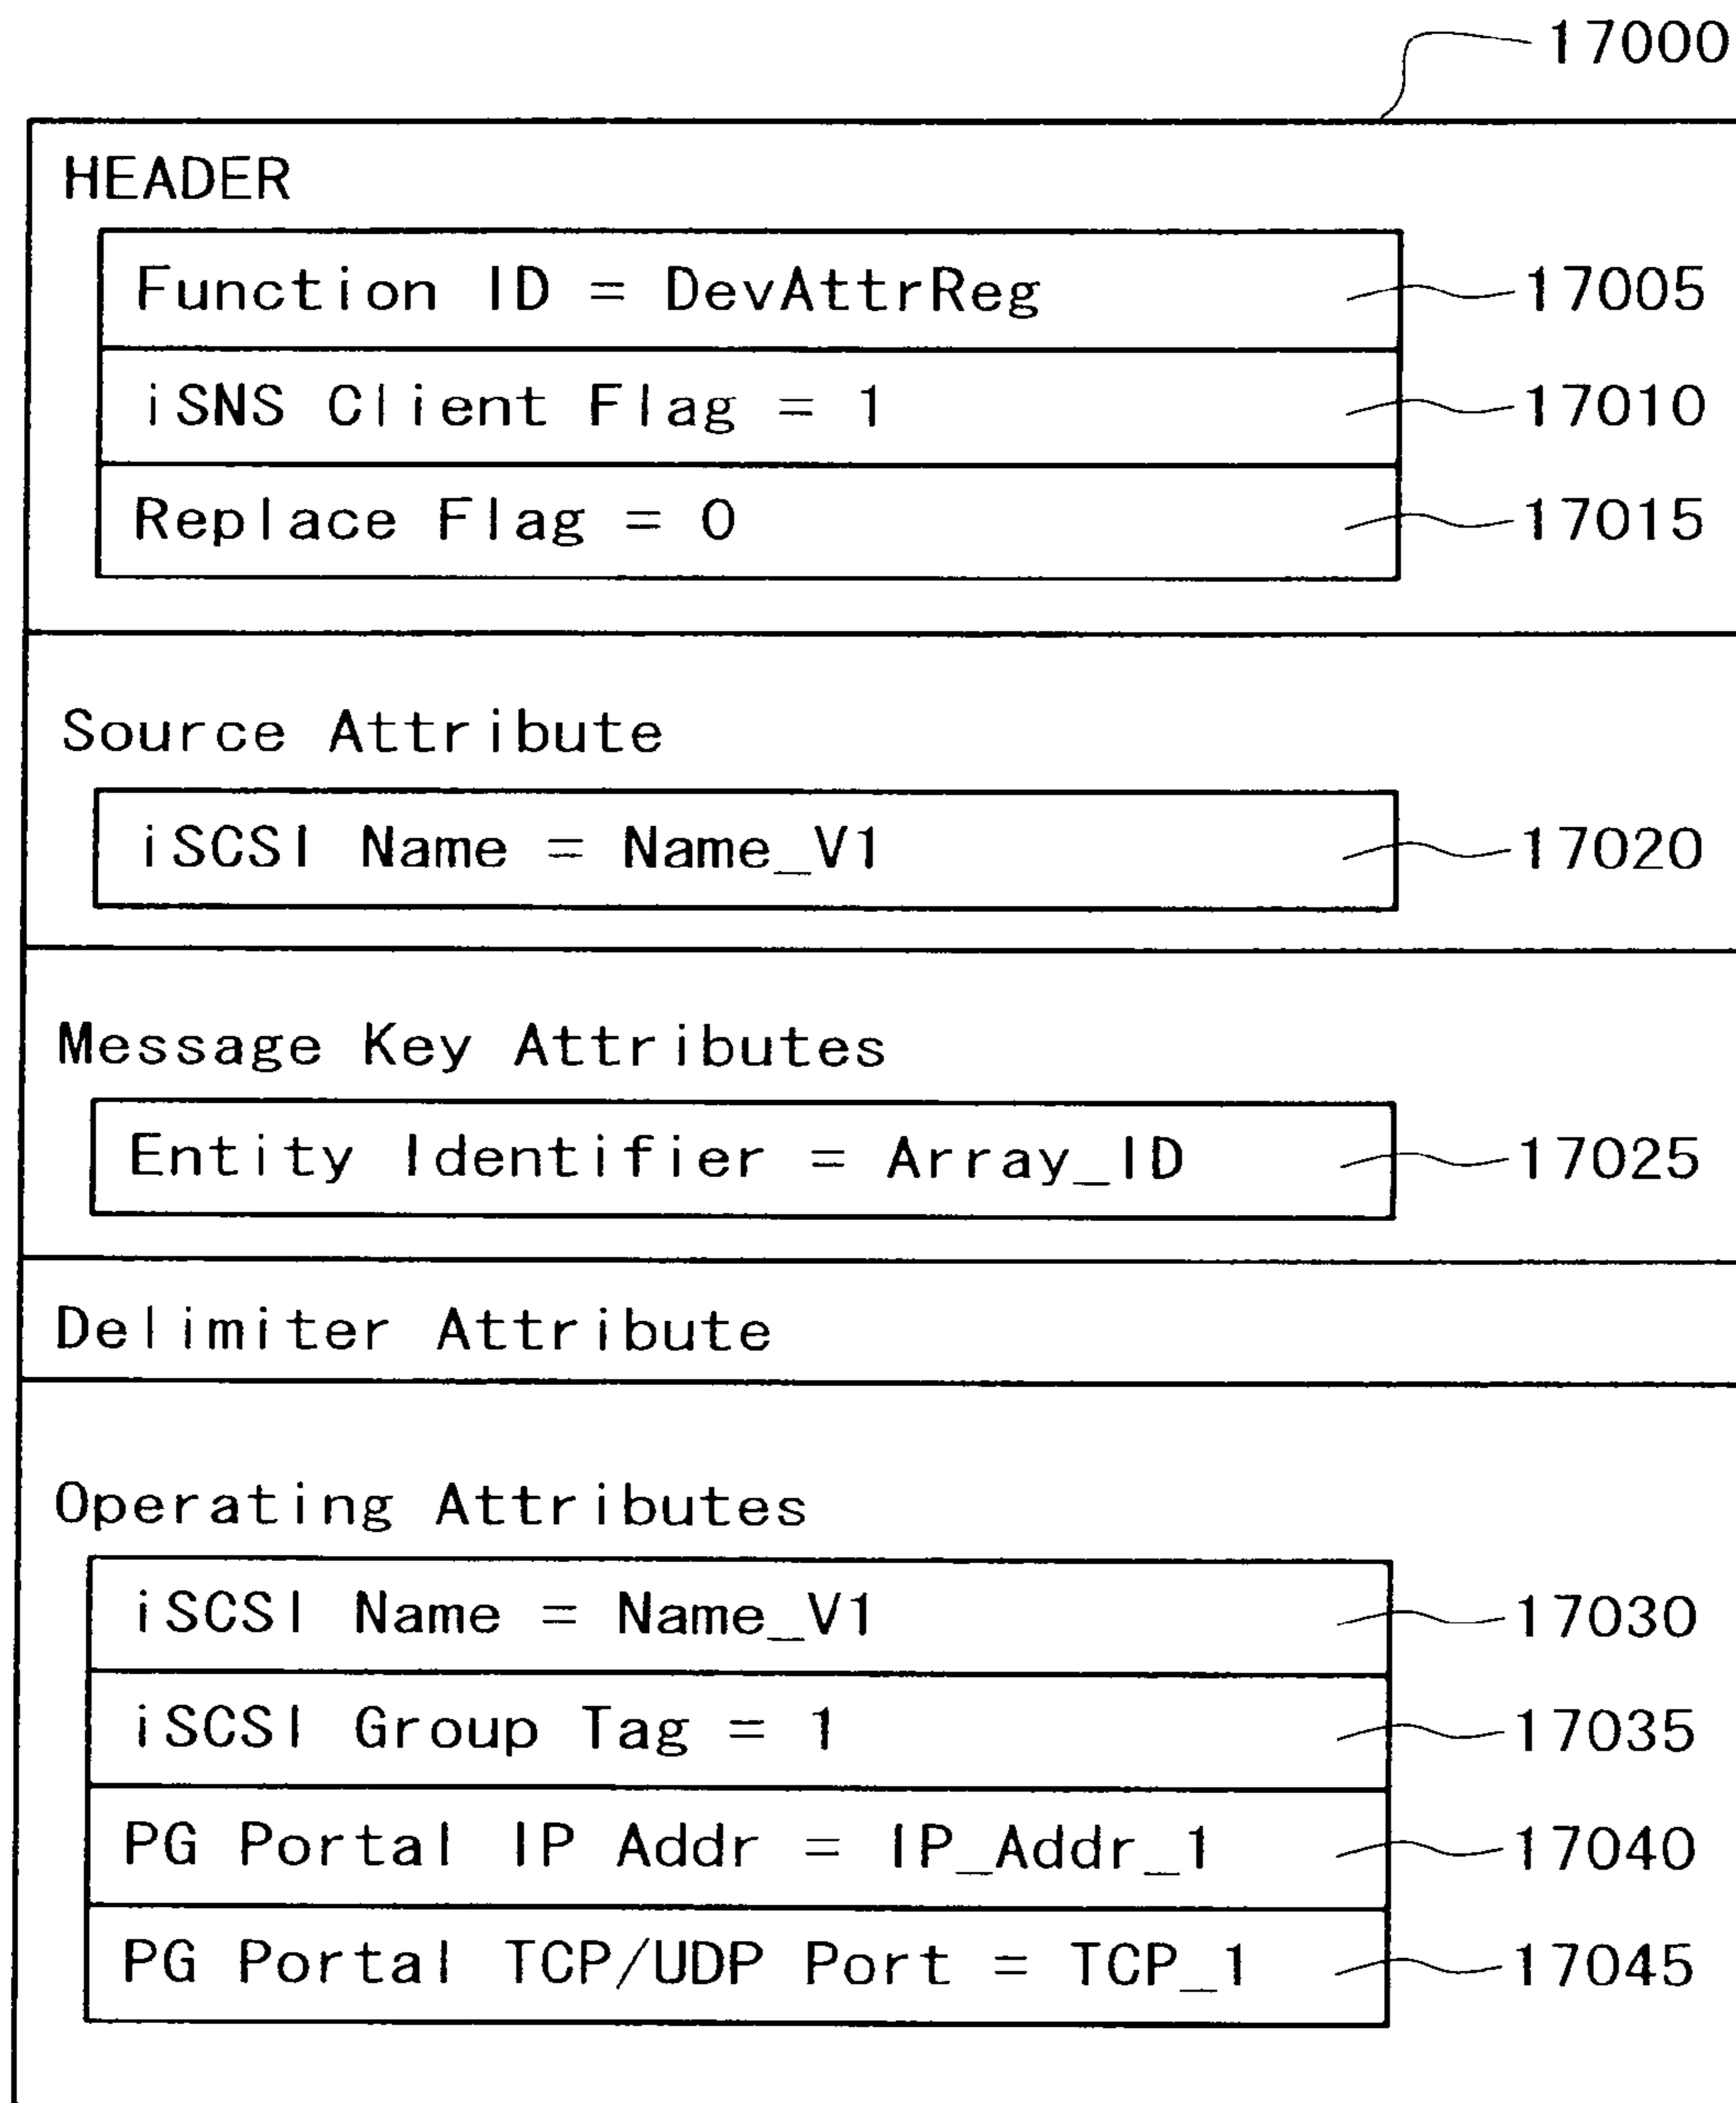 17000
HEADER
Function ID = DevAttrReg 17005
iSNS Client Flag = 1 17010
Replace Flag = 0 17015
Source Attribute
iSCSI Name = Name_V1 17020
Message Key Attributes
Entity Identifier = Array_ID 17025
Delimiter Attribute
Operating Attributes
iSCSI Name = Name_V1 17030
iSCSI Group Tag = 1 17035
PG Portal IP Addr = IP_Addr_1 17040
PG Portal TCP/UDP Port = TCP_1 17045